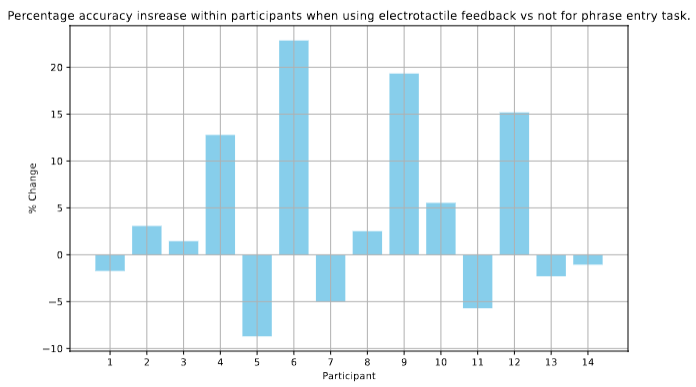 Percentage accuracy insrease within participants when using electrotactile feedback vs not for phrase entry task.
20
15
10
5
0
−5
−10
% Change
1 2 3 4 5 6 7 8 9 10 11 12 13 14
Participant